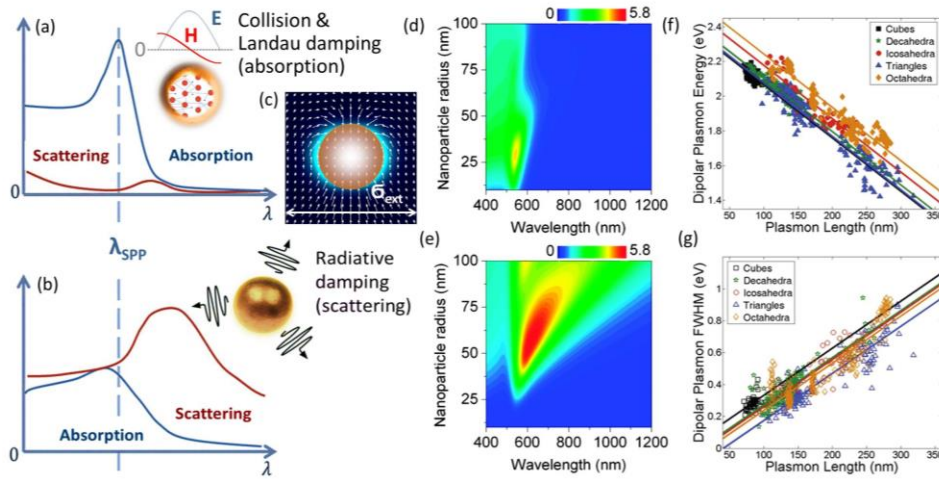 (a)
E
H
0
Collision &
Landau damping
(absorption)
Scattering
Absorption
0
λ
(c)
σext
λSPP
(b)
Radiative
damping
(scattering)
Absorption
Scattering
0
λ
(d)
0 5.8
Nanoparticle radius (nm)
100
75
50
25
400 600 800 1000 1200
Wavelength (nm)
(e)
0 5.8
Nanoparticle radius (nm)
100
75
50
25
0
400 600 800 1000 1200
Wavelength (nm)
(f)
Dipolar Plasmon Energy (eV)
2.4
2.2
2
1.8
1.6
1.4
Cubes
Decahedra
Icosahedra
Triangles
Octahedra
50 100 150 200 250 300 350
Plasmon Length (nm)
(g)
Dipolar Plasmon FWHM (eV)
1
0.8
0.6
0.4
0.2
0
Cubes
Decahedra
Icosahedra
Triangles
Octahedra
50 100 150 200 250 300 350
Plasmon Length (nm)